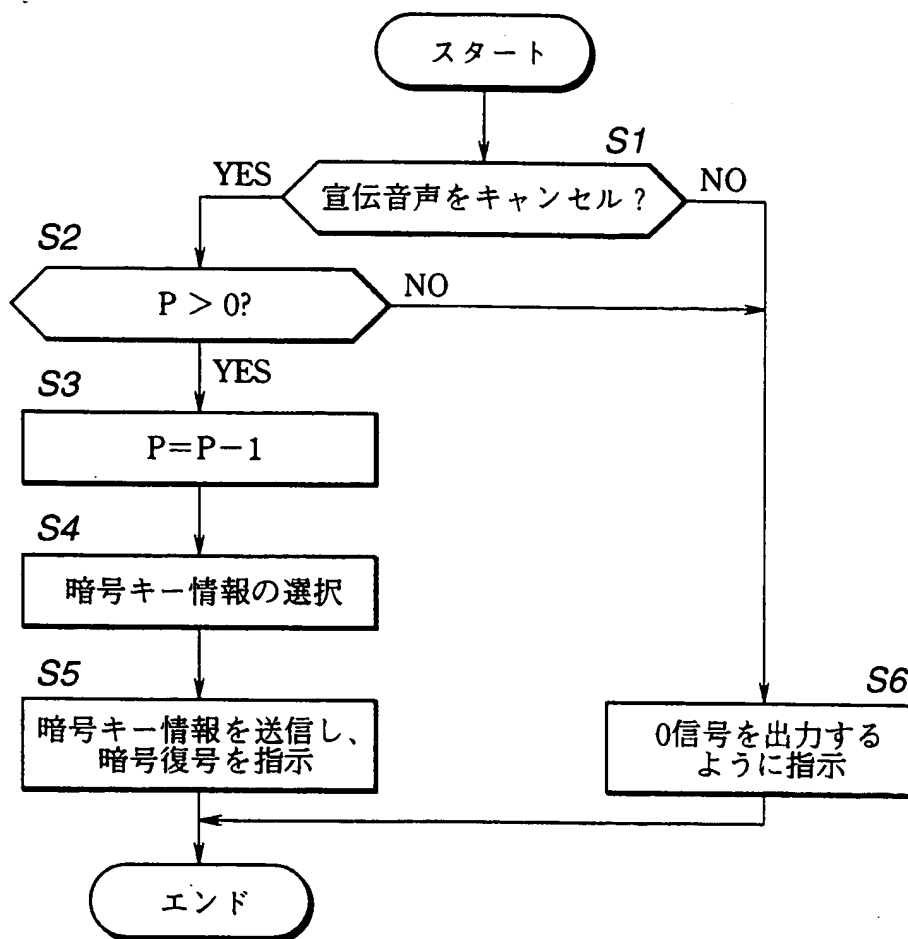 スタート
S1
宣伝音声をキャンセル?
YES
NO
S2
P > 0?
NO
YES
S3
P=P-1
S4
暗号キー情報の選択
S5
暗号キー情報を送信し、
暗号復号を指示
S6
0信号を出力する
ように指示
エンド